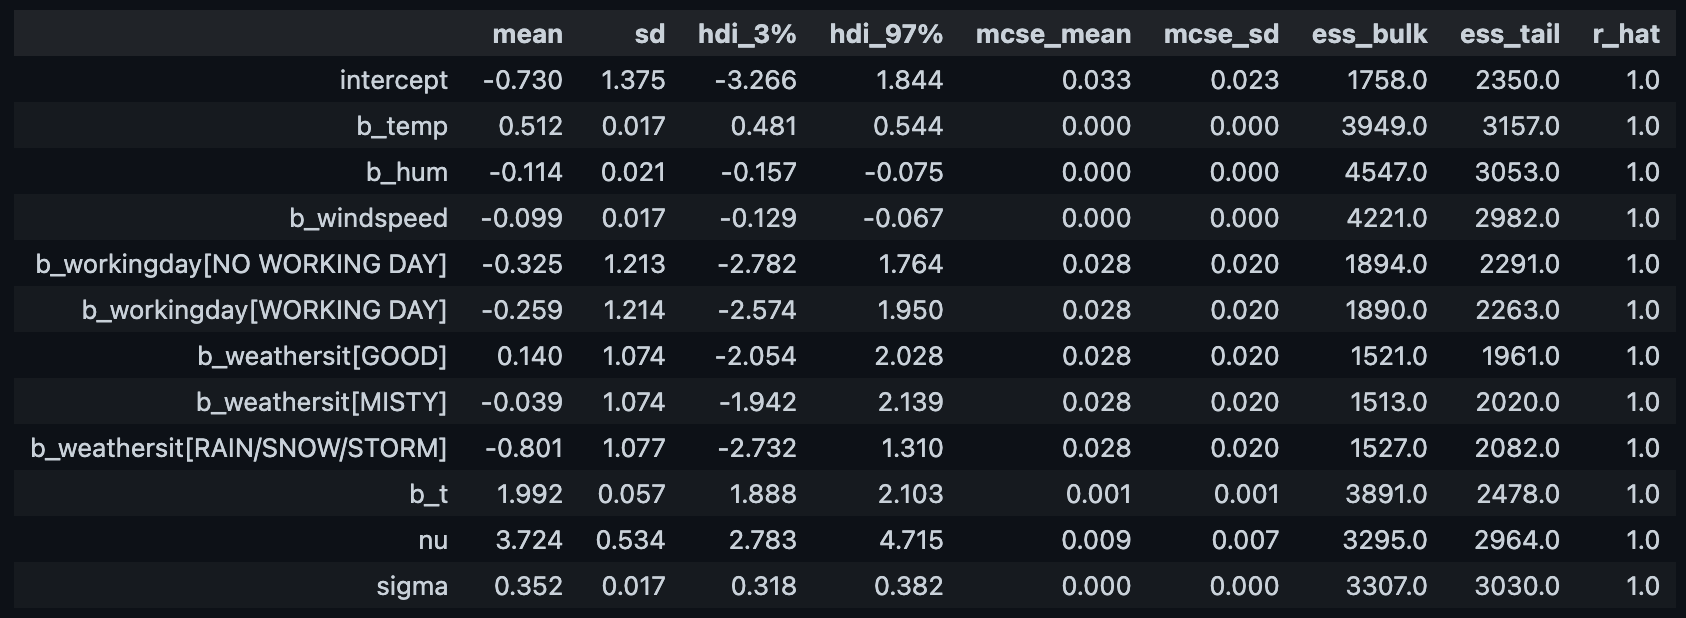 mean sd hdi_3% hdi_97% mcse_mean mcse_sd ess_bulk ess_tail r_hat
intercept -0.730 1.375 -3.266 1.844 0.033 0.023 1758.0 2350.0 1.0
b_temp 0.512 0.017 0.481 0.544 0.000 0.000 3949.0 3157.0 1.0
b_hum -0.114 0.021 -0.157 -0.075 0.000 0.000 4547.0 3053.0 1.0
b_windspeed -0.099 0.017 -0.129 -0.067 0.000 0.000 4221.0 2982.0 1.0
b_workingday[NO WORKING DAY] -0.325 1.213 -2.782 1.764 0.028 0.020 1894.0 2291.0 1.0
b_workingday[WORKING DAY] -0.259 1.214 -2.574 1.950 0.028 0.020 1890.0 2263.0 1.0
b_weathersit[GOOD] 0.140 1.074 -2.054 2.028 0.028 0.020 1521.0 1961.0 1.0
b_weathersit[MISTY] -0.039 1.074 -1.942 2.139 0.028 0.020 1513.0 2020.0 1.0
b_weathersit[RAIN/SNOW/STORM] -0.801 1.077 -2.732 1.310 0.028 0.020 1527.0 2082.0 1.0
b_t 1.992 0.057 1.888 2.103 0.001 0.001 3891.0 2478.0 1.0
nu 3.724 0.534 2.783 4.715 0.009 0.007 3295.0 2964.0 1.0
sigma 0.352 0.017 0.318 0.382 0.000 0.000 3307.0 3030.0 1.0